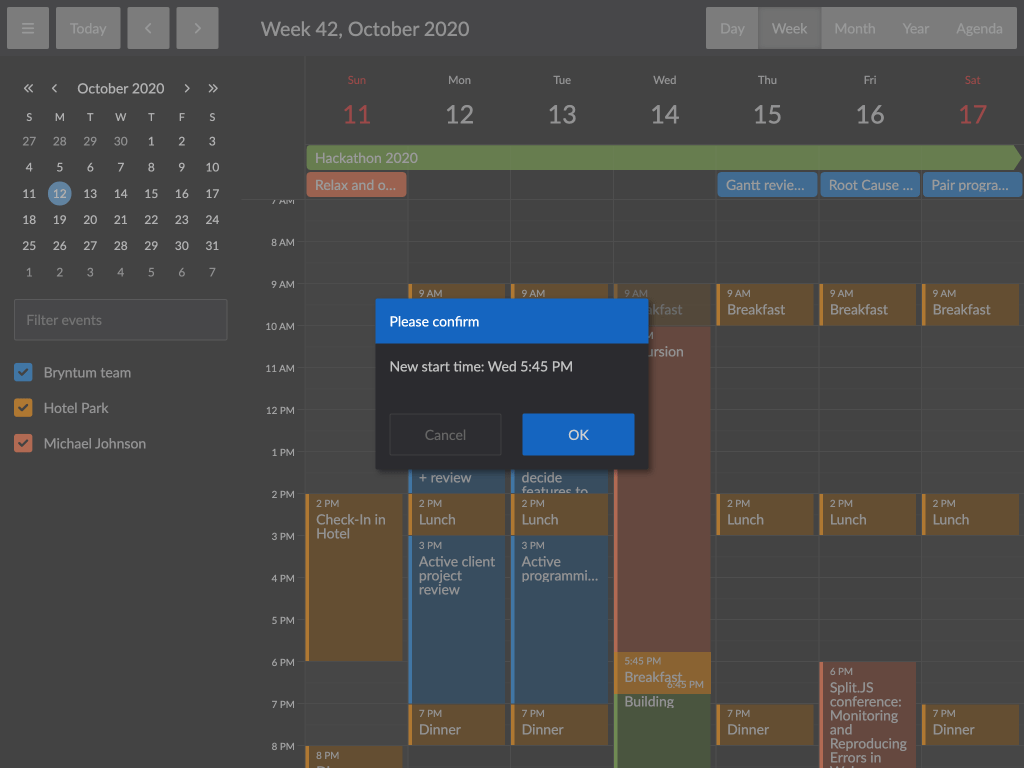 Today
Week 42, October 2020
Day
Week
Month
Year
Agenda
October 2020
S M T W T F S
27 28 29 30 1 2 3
4 5 6 7 8 9 10
11 12 13 14 15 16 17
18 19 20 21 22 23 24
25 26 27 28 29 30 31
1 2 3 4 5 6 7
Filter events
Bryntum team
Hotel Park
Michael Johnson
Sun Mon Tue Wed Thu Fri Sat
11 12 13 14 15 16 17
Hackathon 2020
Relax and o...
Gantt revie...
Root Cause ...
Pair progra...
7 AM
8 AM
9 AM
10 AM
11 AM
12 PM
1 PM
2 PM
3 PM
4 PM
5 PM
6 PM
7 PM
8 PM
2 PM
Check-In in
Hotel
8 PM
9 AM
+ review
2 PM
Lunch
3 PM
Active client
project
review
7 PM
Dinner
9 AM
decide
features to
2 PM
Lunch
3 PM
Active
programmi...
7 PM
Dinner
9 AM
5:45 PM
Breakfast
6:45 PM
Building
9 AM
Breakfast
2 PM
Lunch
7 PM
Dinner
9 AM
Breakfast
2 PM
Lunch
6 PM
Split.JS
conference:
Monitoring
and
Reproducing
Errors in
9 AM
Breakfast
2 PM
Lunch
7 PM
Dinner
Please confirm
New start time: Wed 5:45 PM
Cancel
OK